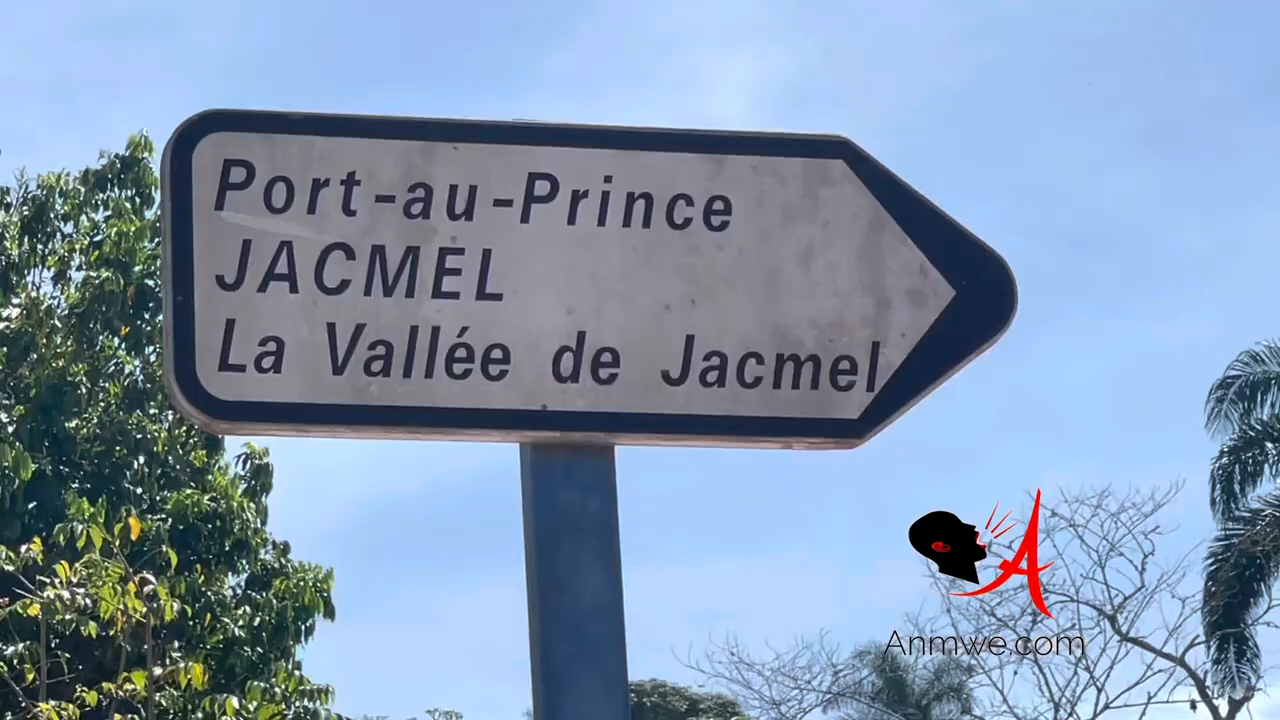 Port-au-Prince
JACMEL
La Vallée de Jacmel
A
Anmwe.com